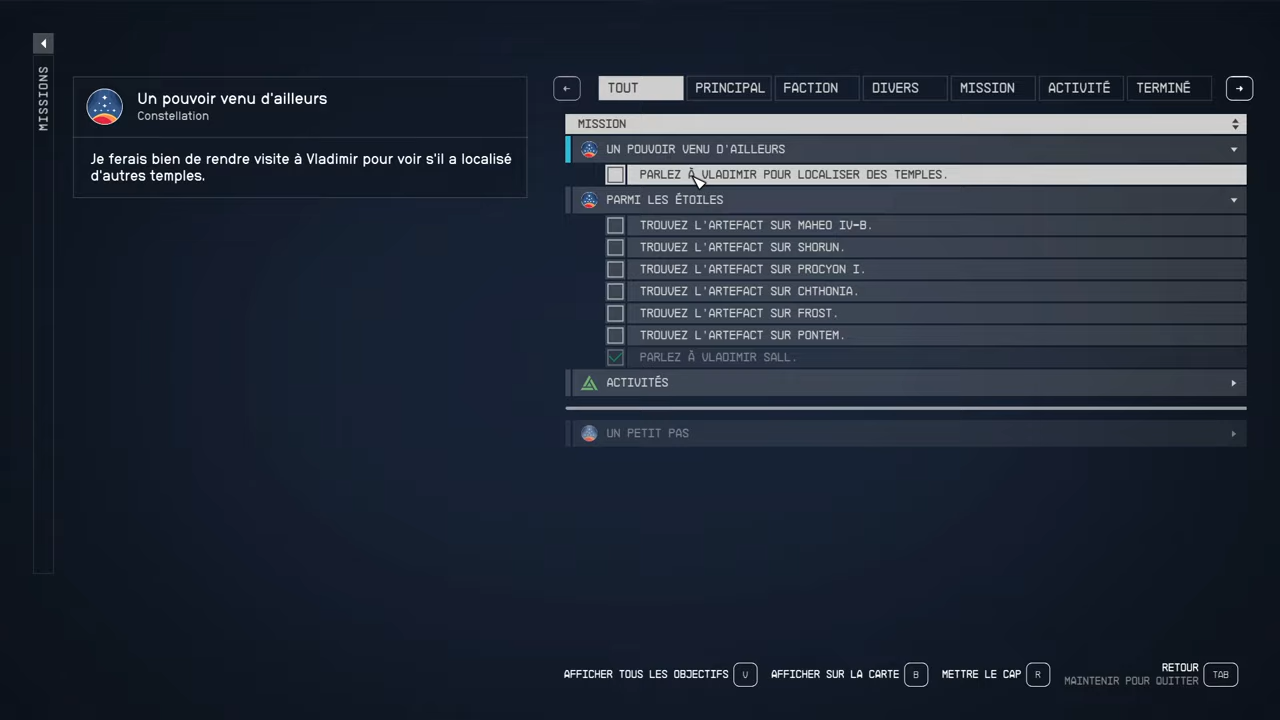 MISSIONS
Un pouvoir venu d'ailleurs
Constellation
Je ferais bien de rendre visite à Vladimir pour voir s'il a localisé
d'autres temples.
TOUT PRINCIPAL FACTION DIVERS MISSION ACTIVITÉ TERMINÉ
MISSION
UN POUVOIR VENU D'AILLEURS
PARLEZ À VLADIMIR POUR LOCALISER DES TEMPLES.
PARMI LES ÉTOILES
TROUVEZ L'ARTEFACT SUR MAHEO IV-B.
TROUVEZ L'ARTEFACT SUR SHORUN.
TROUVEZ L'ARTEFACT SUR PROCYON I.
TROUVEZ L'ARTEFACT SUR CHTHONIA.
TROUVEZ L'ARTEFACT SUR FROST.
TROUVEZ L'ARTEFACT SUR PONTEM.
PARLEZ À VLADIMIR SALL.
ACTIVITÉS
UN PETIT PAS
AFFICHER TOUS LES OBJECTIFS V AFFICHER SUR LA CARTE B METTRE LE CAP R RETOUR TAB
MAINTENIR POUR QUITTER